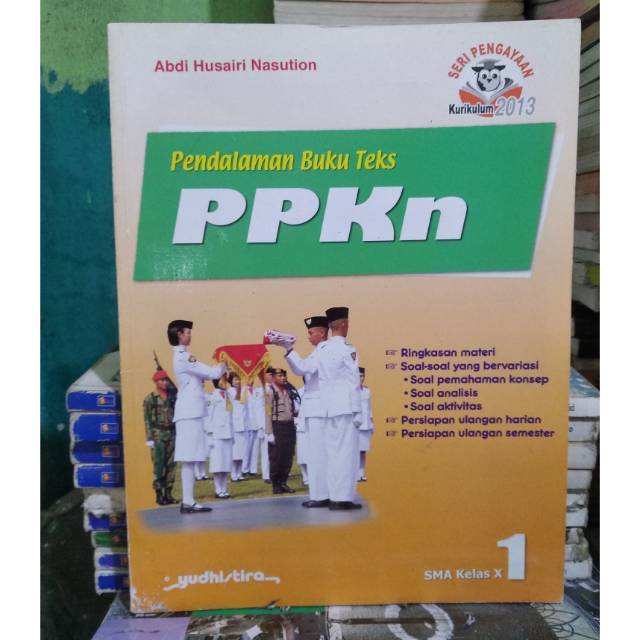 Abdi Husairi Nasution
SERI PENGAYAAN
Kurikulum 2013
Pendalaman Buku Teks
PPKn
Ringkasan materi
Soal-soal yang bervariasi
• Soal pemahaman konsep
• Soal analisis
• Soal aktivitas
Persiapan ulangan harian
Persiapan ulangan semester
yudhistira
SMA Kelas X 1